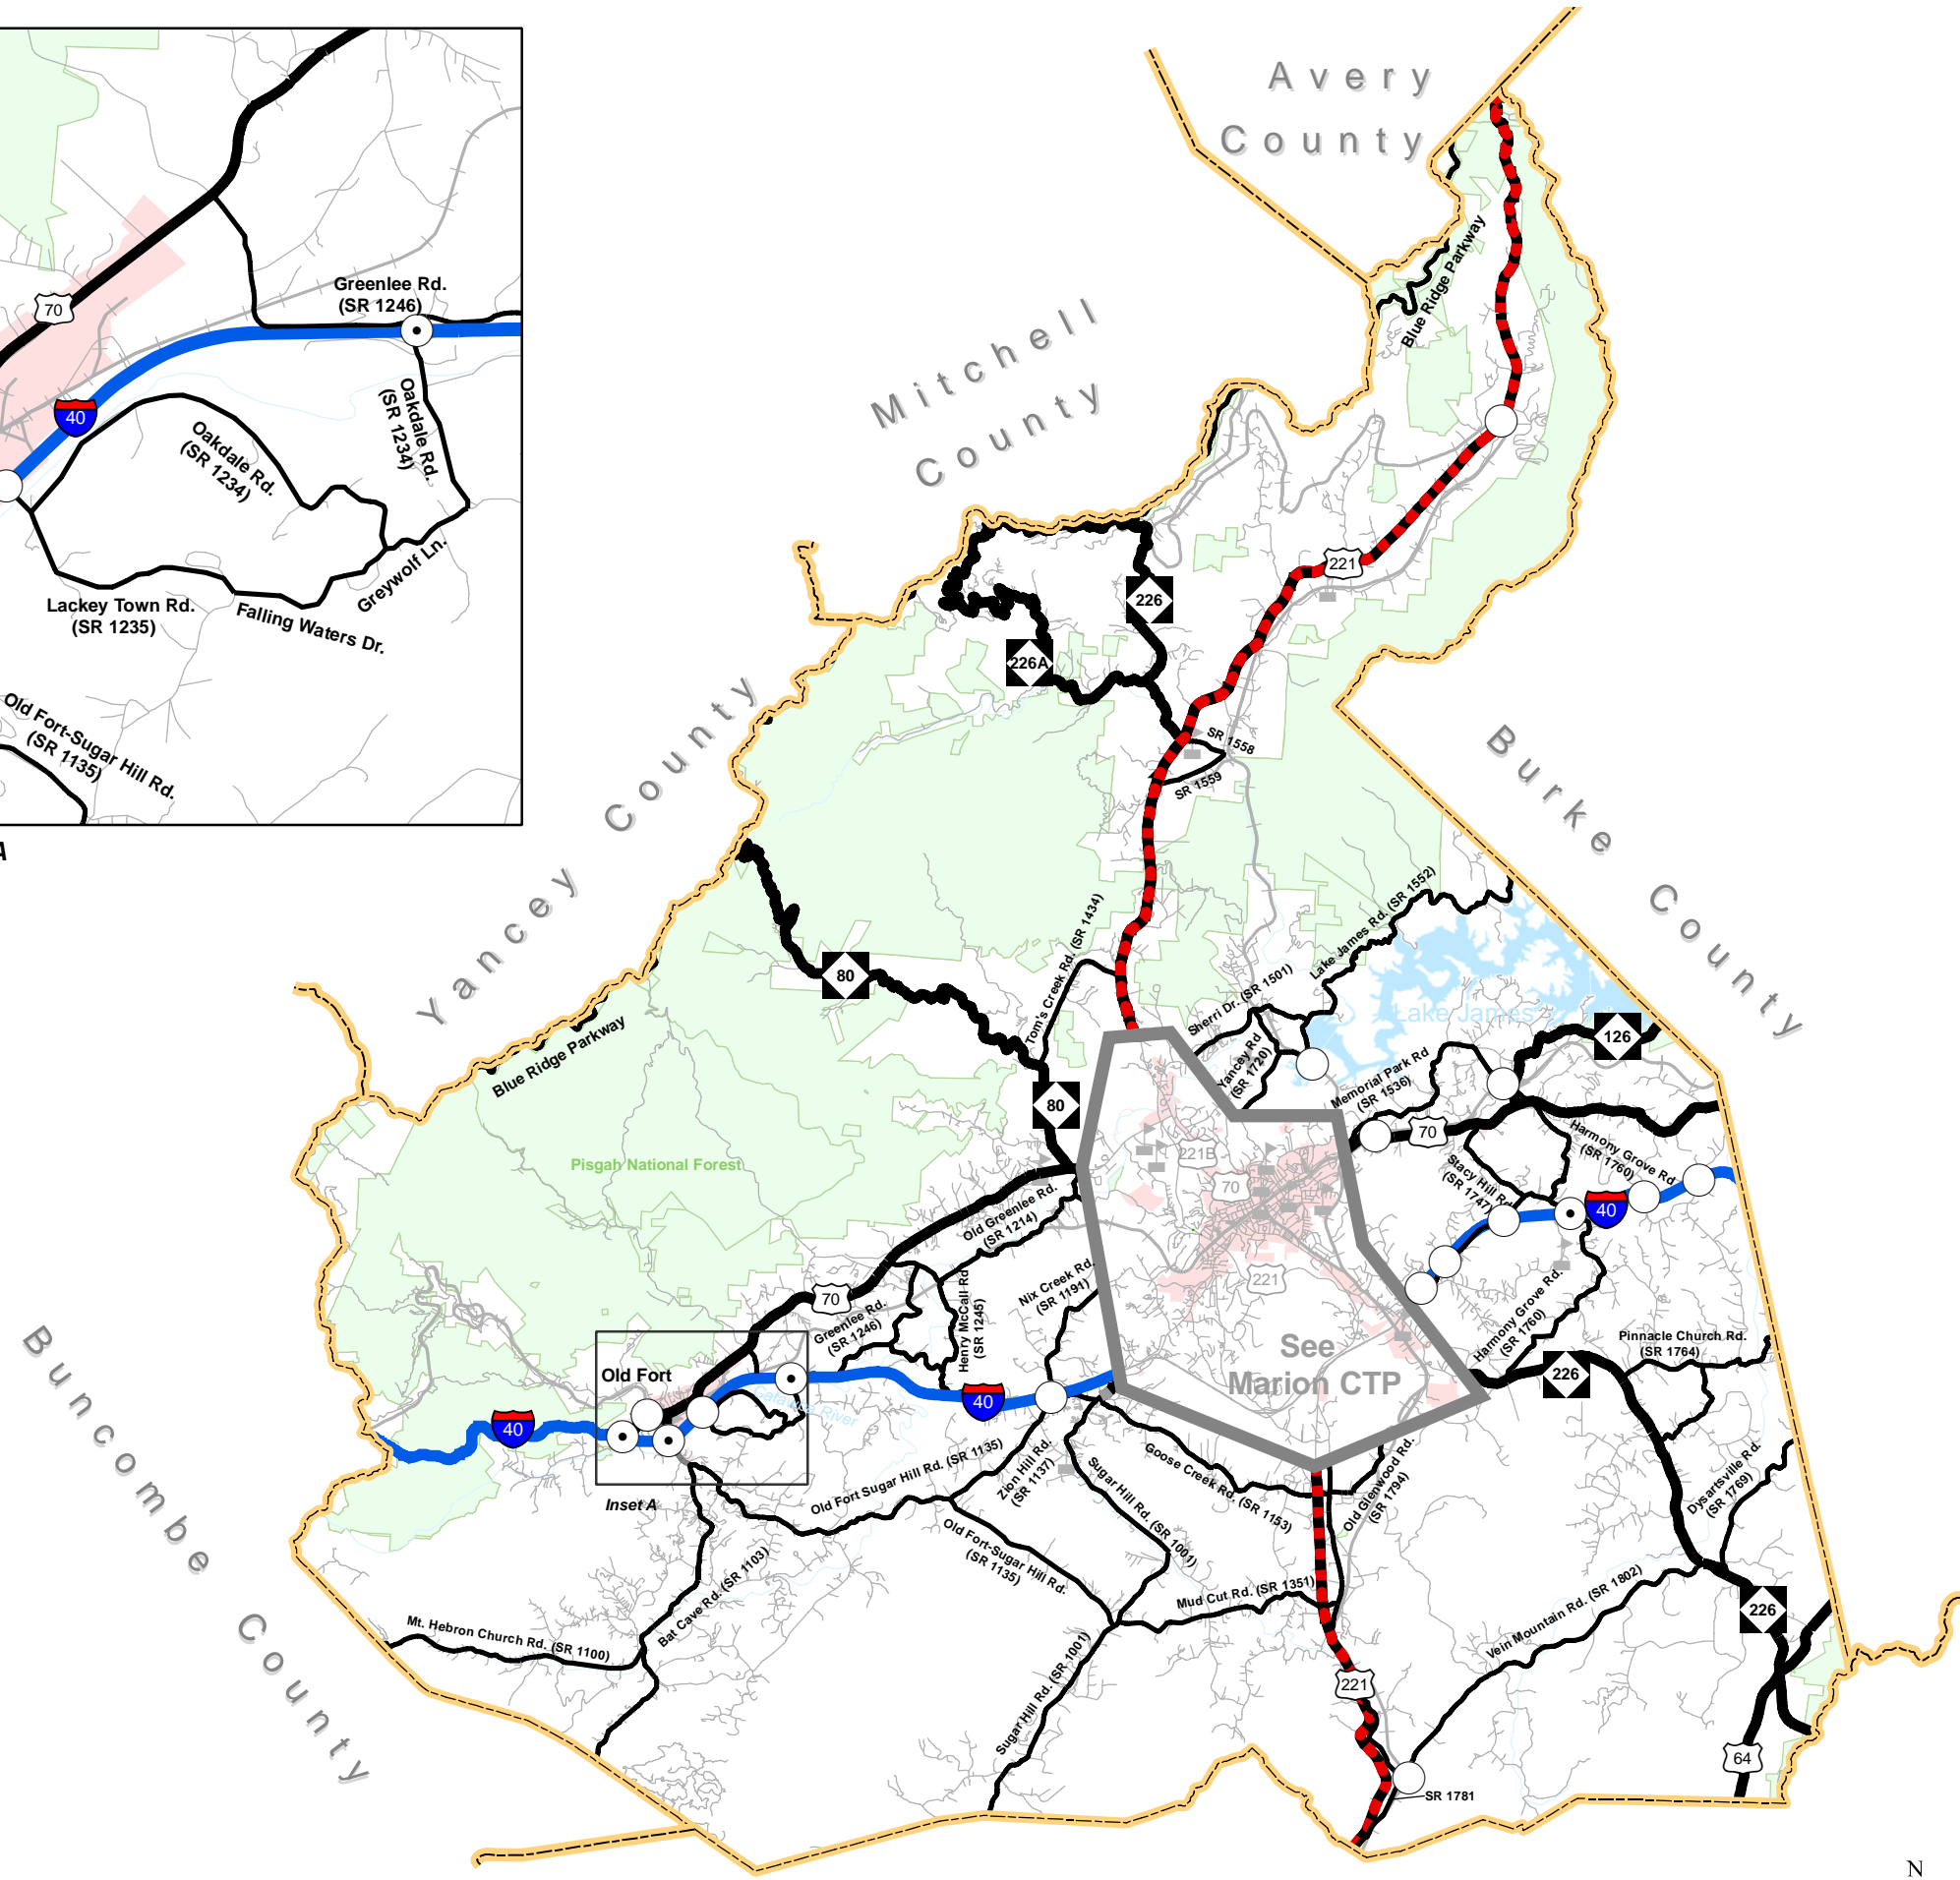 Avery
County
Mitchell
County
Yancey County
Burke County
Buncombe County
70
40
Greenlee Rd.
(SR 1246)
Oakdale Rd.
(SR 1234)
Oakdale Rd.
(SR 1234)
Lackey Town Rd.
(SR 1235)
Falling Waters Dr.
Greywolf Ln.
Old Fort-Sugar Hill Rd.
(SR 1135)
A
Blue Ridge Parkway
221
226
226A
SR 1558
SR 1559
80
Tom's Creek Rd. (SR 1434)
Lake James Rd. (SR 1552)
Sherri Dr. (SR 1501)
Lake James
Yancey Rd
(SR 1720)
126
Memorial Park Rd
(SR 1536)
Blue Ridge Parkway
80
70
Harmony Grove Rd
(SR 1760)
Stacy Hill Rd
(SR 1747)
40
221B
70
Pisgah National Forest
Old Greenlee Rd.
(SR 1214)
221
Nix Creek Rd.
(SR 1191)
Henry McCall Rd
(SR 1245)
70
Greenlee Rd.
(SR 1246)
Harmony Grove Rd.
(SR 1760)
Pinnacle Church Rd.
(SR 1764)
See
Marion CTP
226
Old Fort
Catawba River
40
40
Inset A
Old Fort Sugar Hill Rd. (SR 1135)
Zion Hill Rd.
(SR 1137)
Sugar Hill Rd. (SR 1001)
Goose Creek Rd. (SR 1153)
Old Glenwood Rd.
(SR 1794)
Dysartsville Rd.
(SR 1769)
Old Fort-Sugar Hill Rd.
(SR 1135)
Mud Cut Rd. (SR 1351)
Bat Cave Rd. (SR 1103)
Mt. Hebron Church Rd. (SR 1100)
Vein Mountain Rd. (SR 1802)
226
Sugar Hill Rd. (SR 1001)
221
64
SR 1781
N